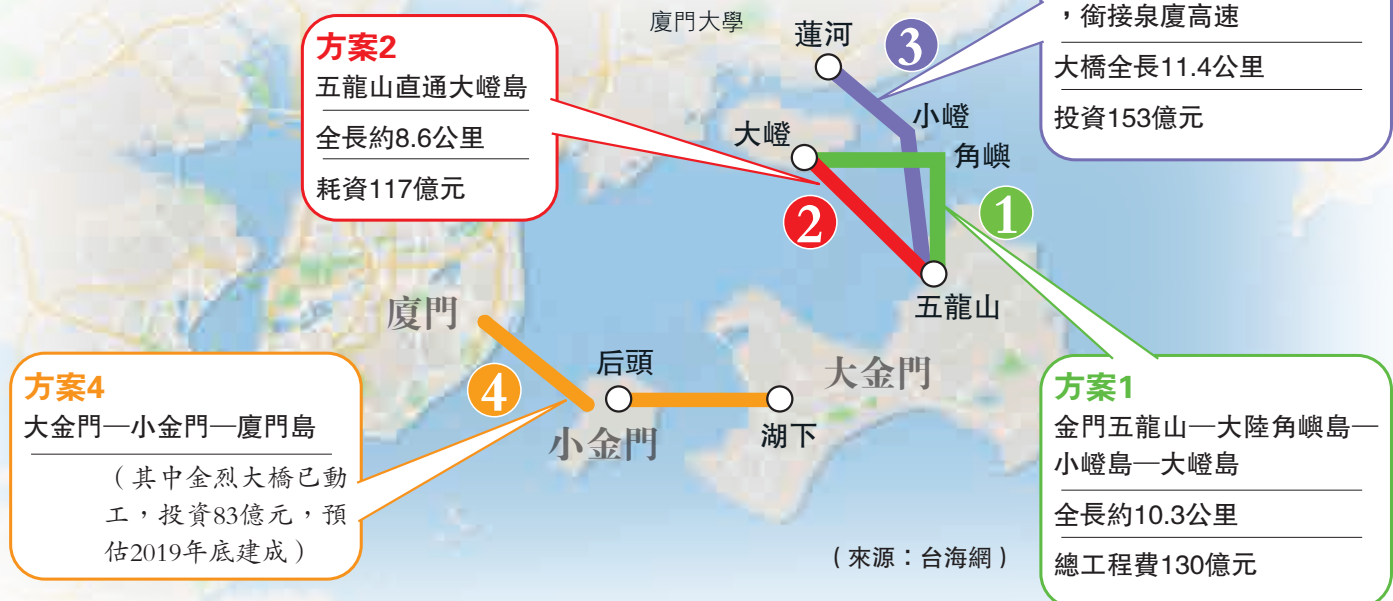 廈門大學
方案2
五龍山直通大嶝島
全長約8.6公里
耗資117億元
，銜接泉廈高速
大橋全長11.4公里
投資153億元
蓮河
3
小嶝
大嶝
角嶼
2
1
五龍山
廈門
大金門
后頭
4
小金門
湖下
方案4
大金門—小金門—廈門島
（其中金烈大橋已動
工，投資83億元，預
估2019年底建成）
方案1
金門五龍山—大陸角嶼島—
小嶝島—大嶝島
全長約10.3公里
總工程費130億元
（來源：台海網）